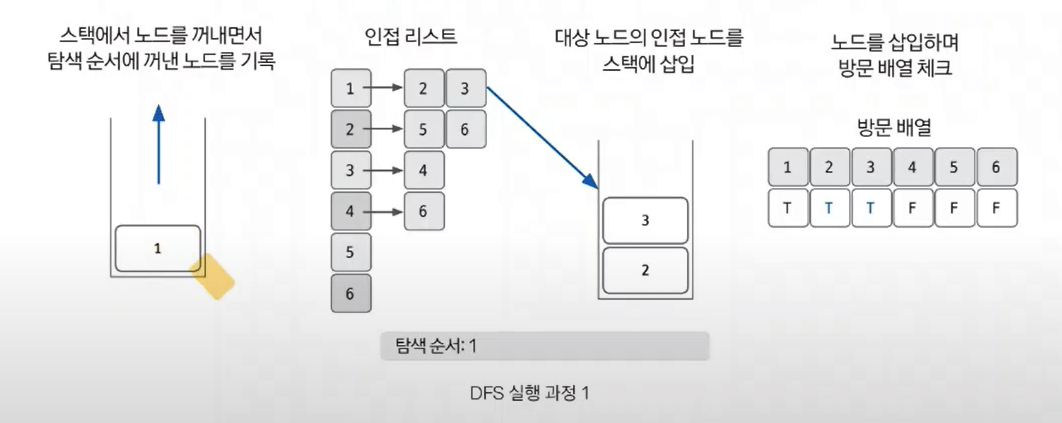 스택에서 노드를 꺼내면서
탐색 순서에 꺼낸 노드를 기록
1
인접 리스트
1 2 3
2 5 6
3 4
4 6
5
6
대상 노드의 인접 노드를
스택에 삽입
3
2
노드를 삽입하며
방문 배열 체크
방문 배열
1 2 3 4 5 6
T T T F F F
탐색 순서: 1
DFS 실행 과정 1